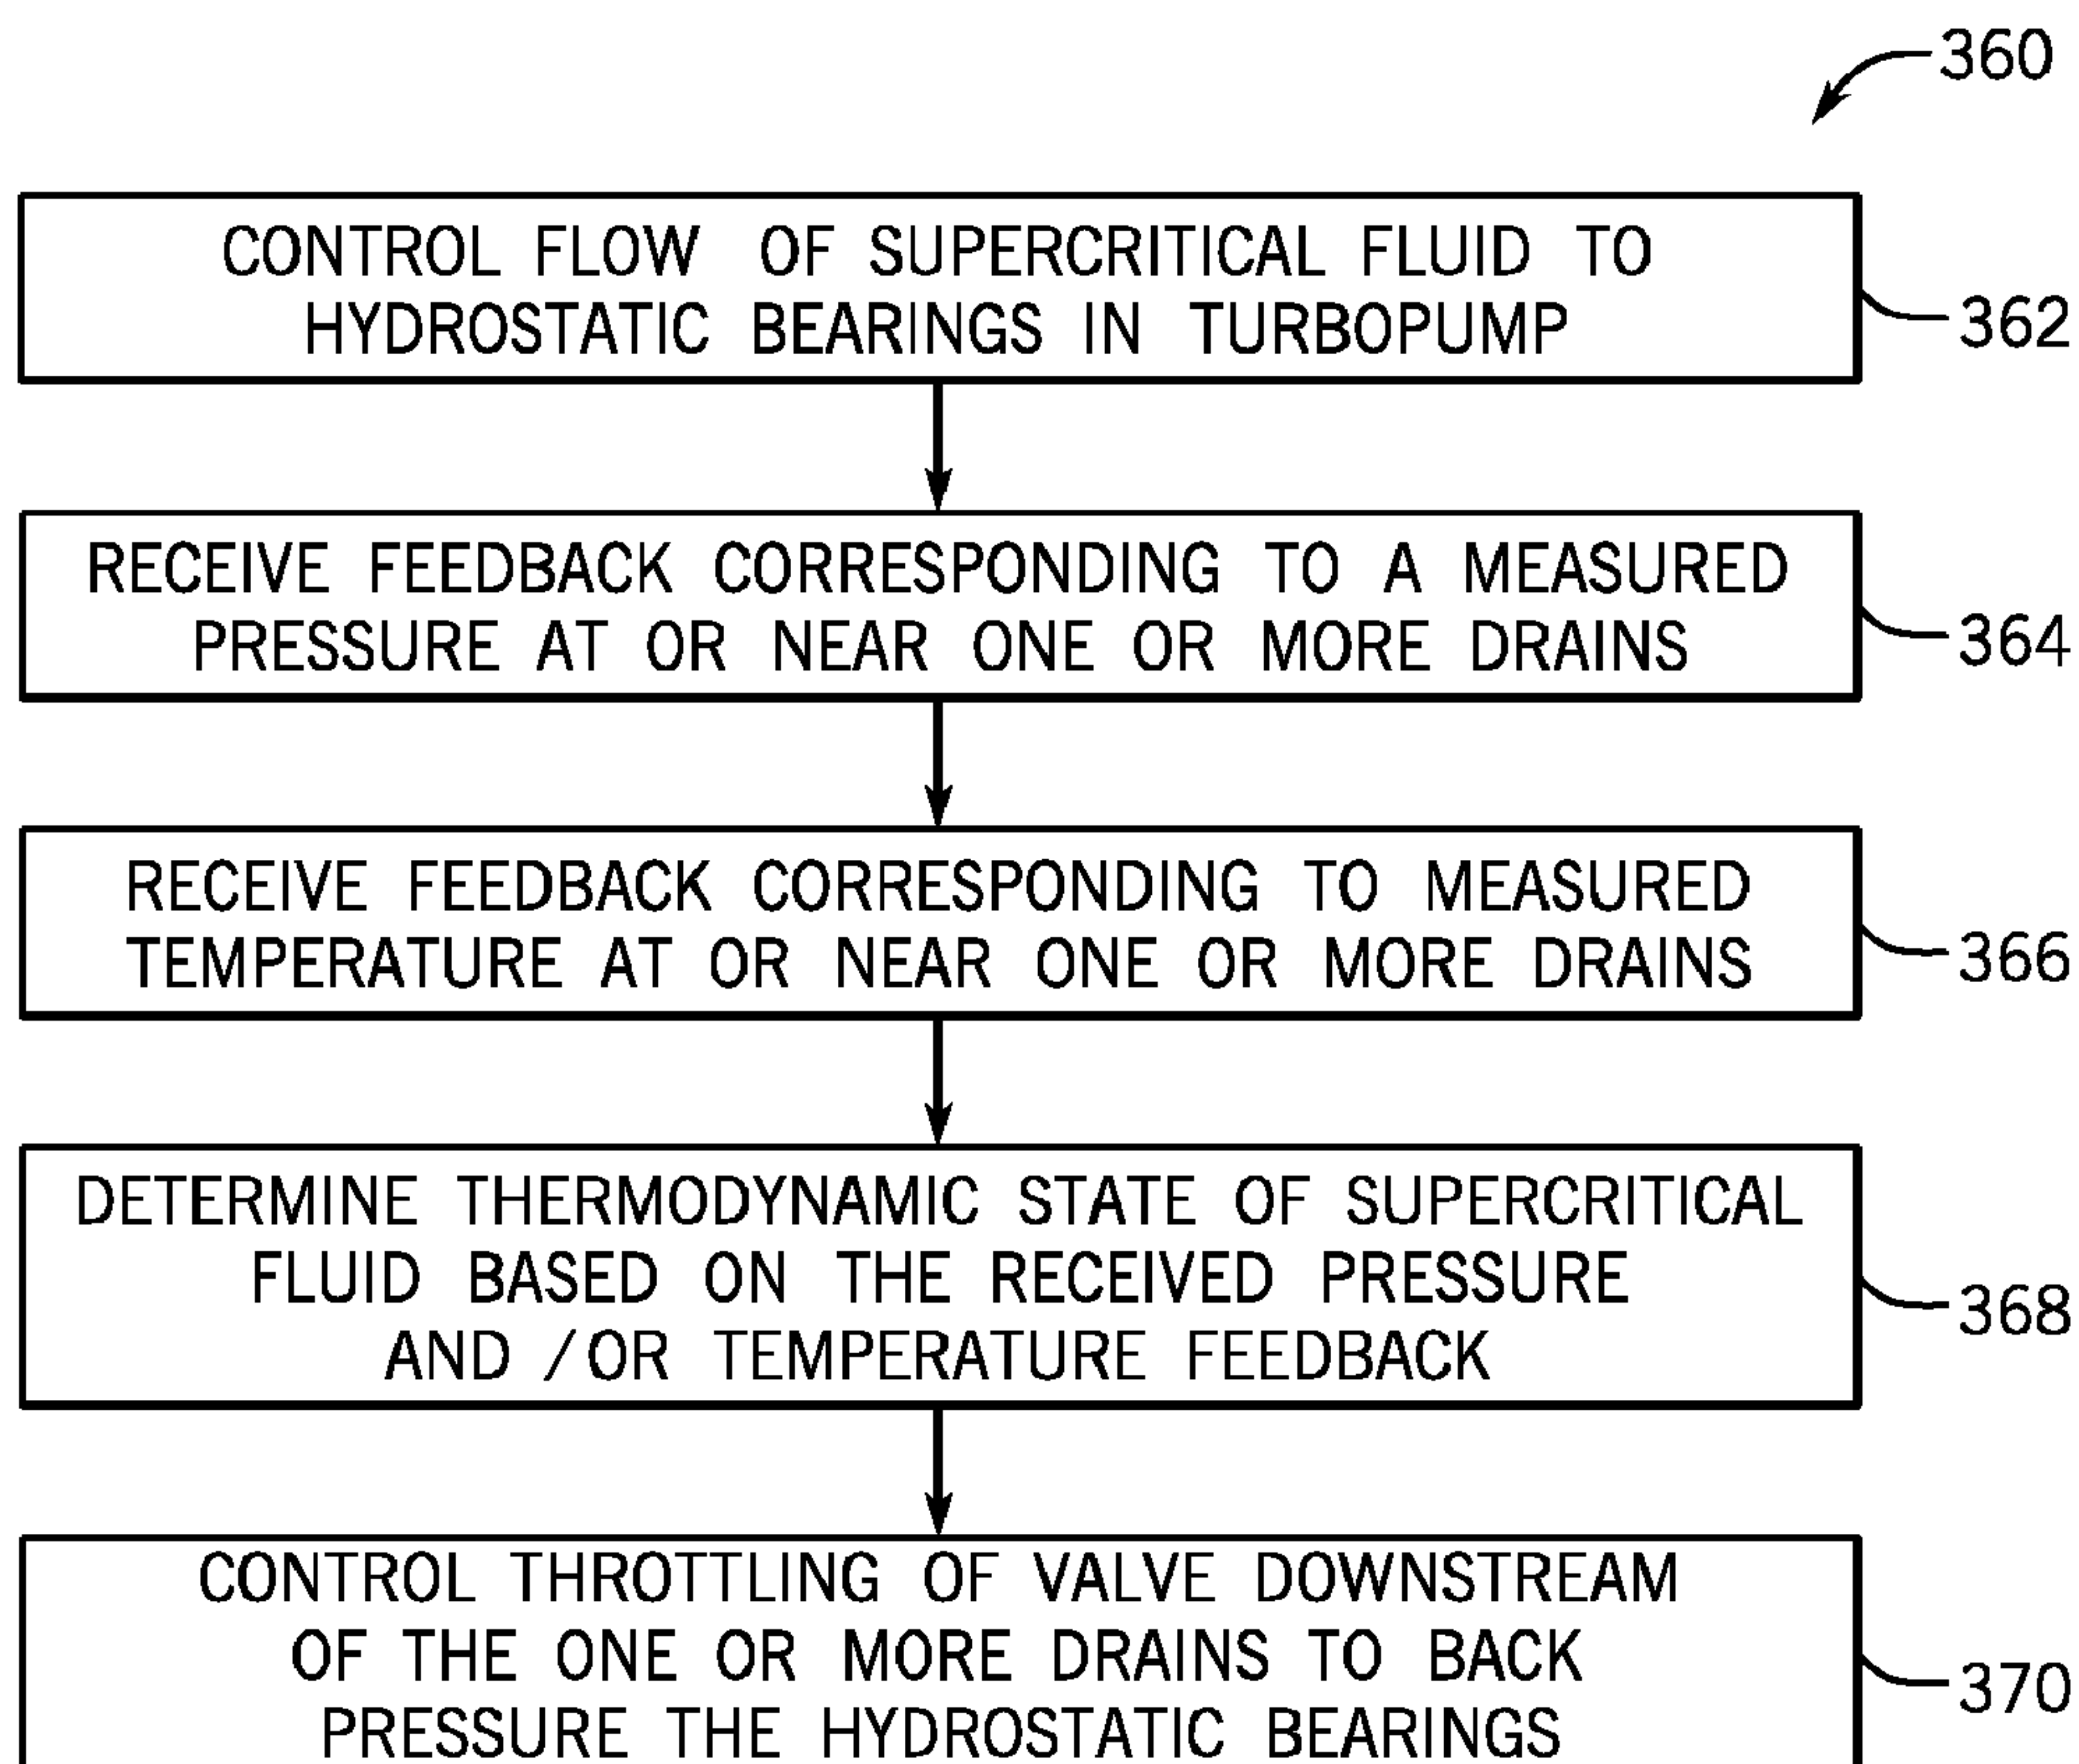 360
CONTROL FLOW OF SUPERCRITICAL FLUID TO
HYDROSTATIC BEARINGS IN TURBOPUMP
362
RECEIVE FEEDBACK CORRESPONDING TO A MEASURED
PRESSURE AT OR NEAR ONE OR MORE DRAINS
364
RECEIVE FEEDBACK CORRESPONDING TO MEASURED
TEMPERATURE AT OR NEAR ONE OR MORE DRAINS
366
DETERMINE THERMODYNAMIC STATE OF SUPERCRITICAL
FLUID BASED ON THE RECEIVED PRESSURE
AND /OR TEMPERATURE FEEDBACK
368
CONTROL THROTTLING OF VALVE DOWNSTREAM
OF THE ONE OR MORE DRAINS TO BACK
PRESSURE THE HYDROSTATIC BEARINGS
370